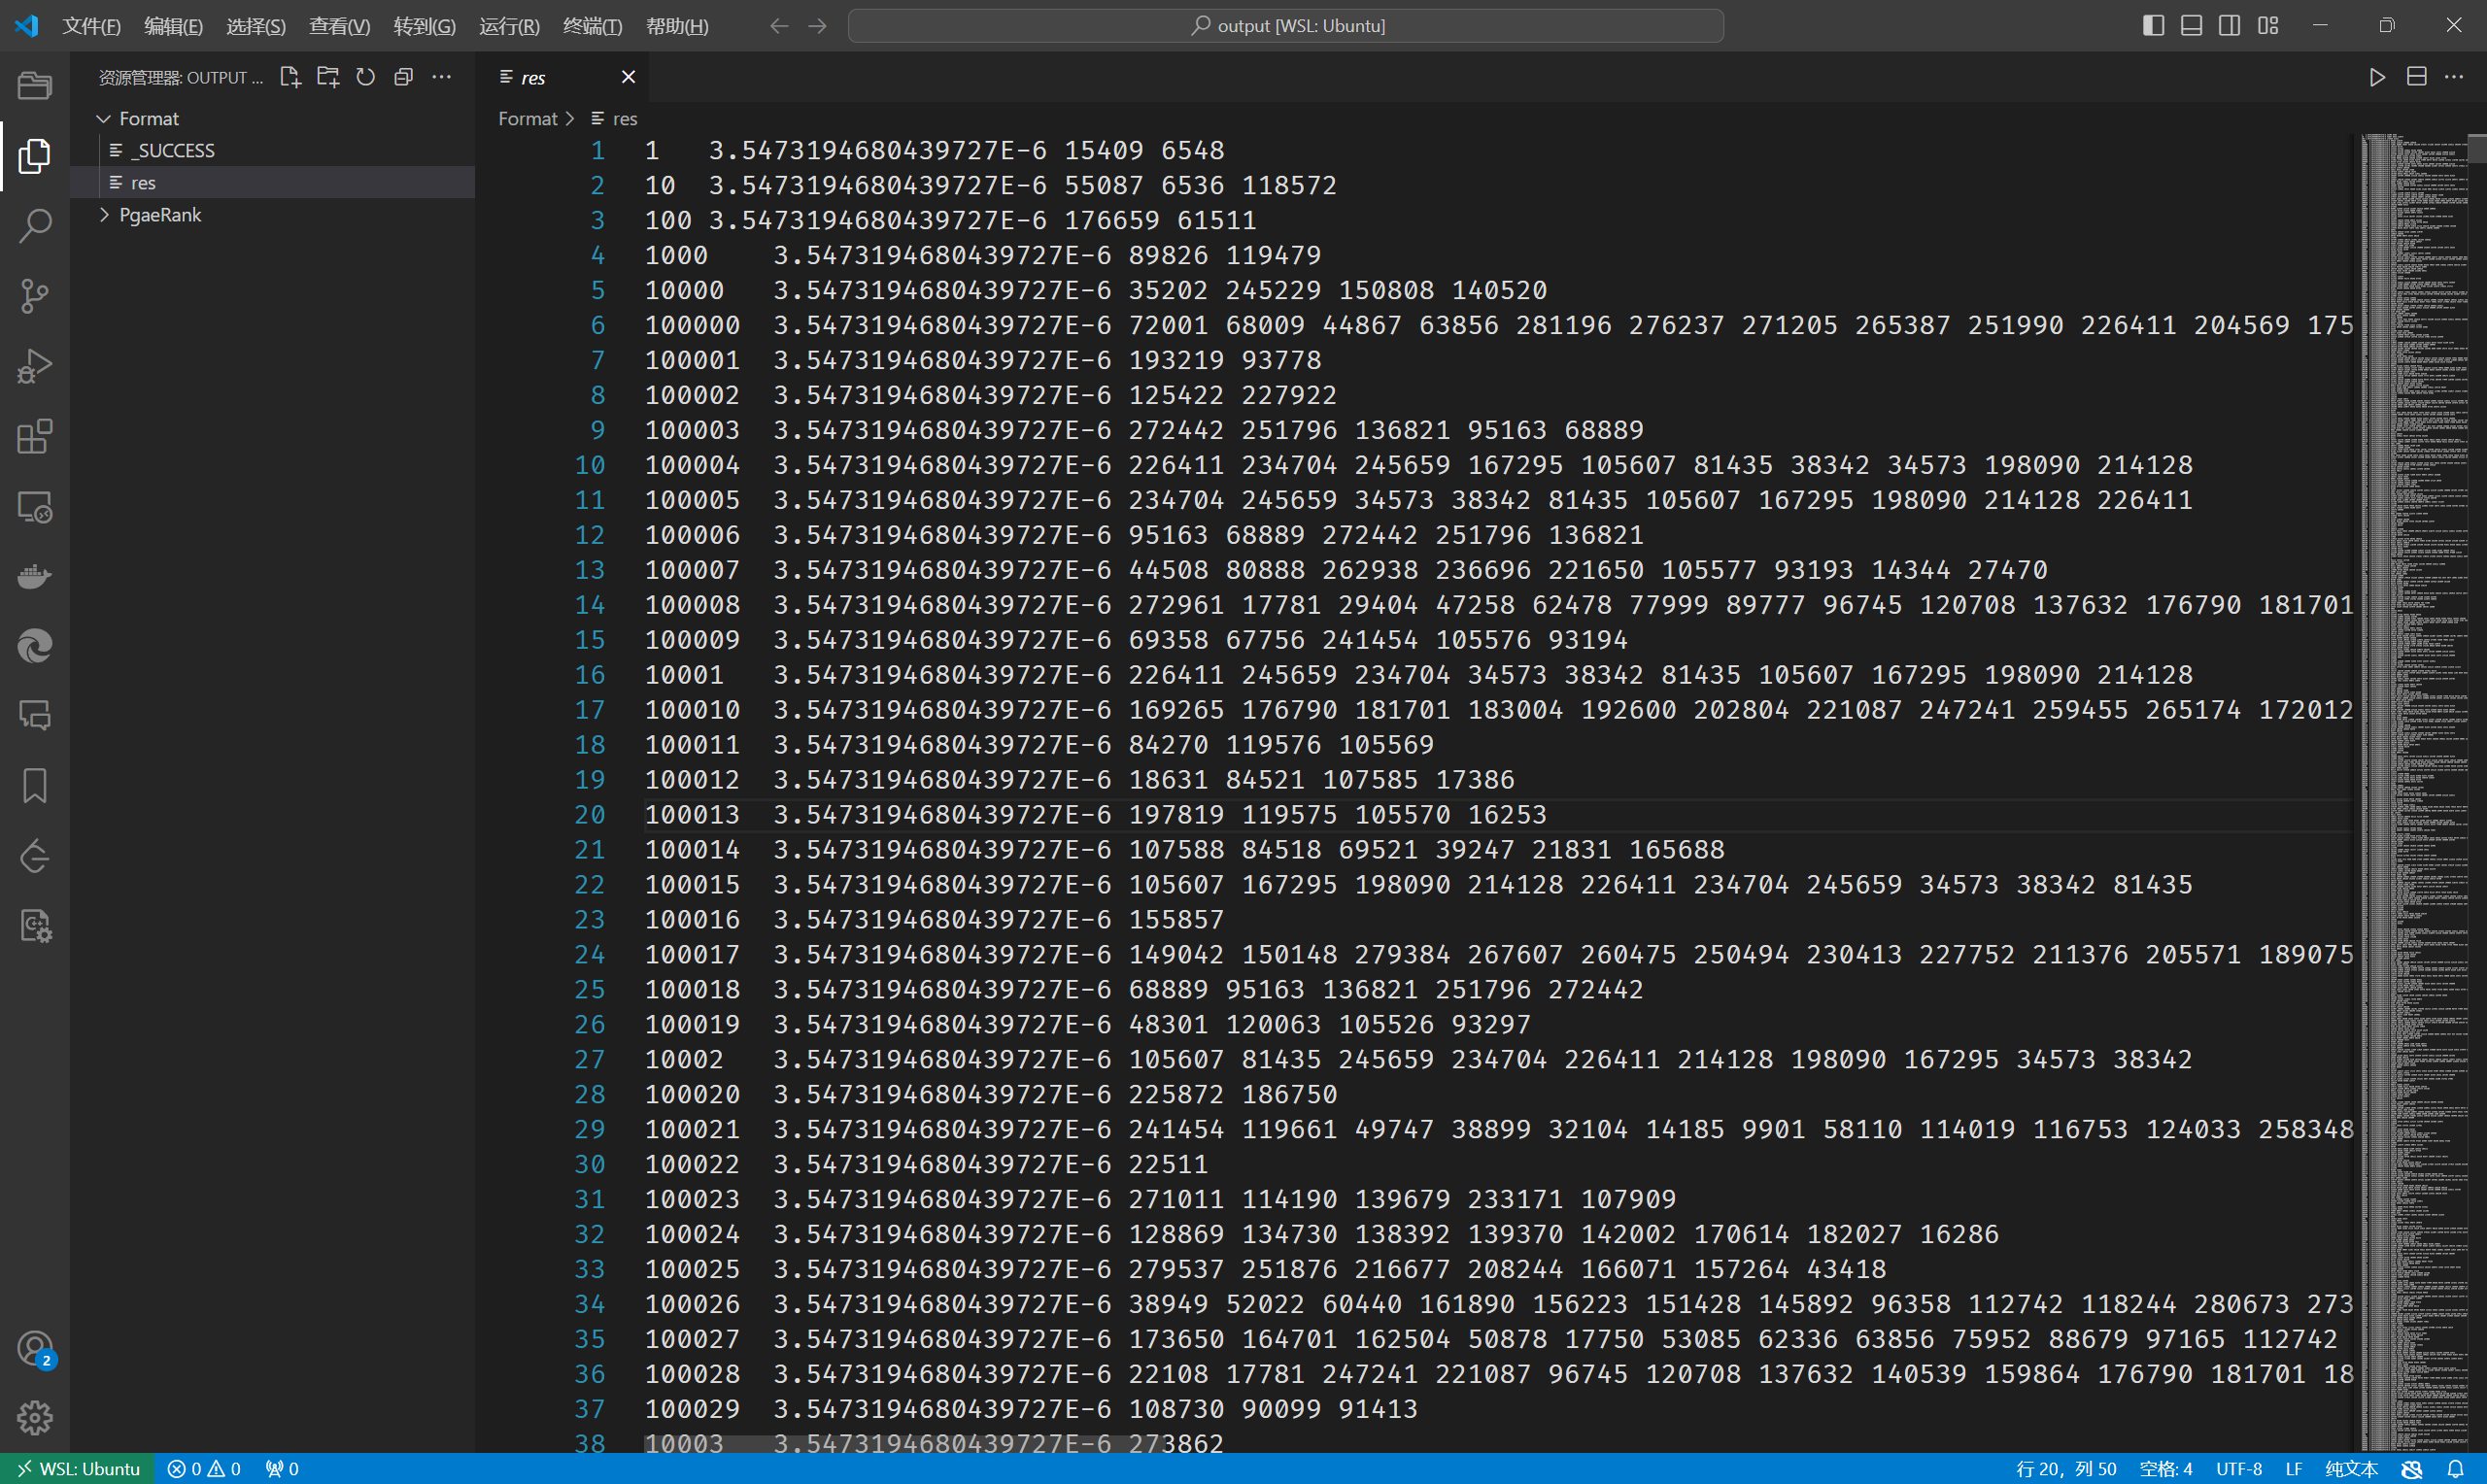 文件(F) 编辑(E) 选择(S) 查看(V) 转到(G) 运行(R) 终端(T) 帮助(H) output [WSL: Ubuntu]
资源管理器: OUTPUT ... res
Format
_SUCCESS
res
PgaeRank
Format > res
1 1 3.5473194680439727E-6 15409 6548
2 10 3.5473194680439727E-6 55087 6536 118572
3 100 3.5473194680439727E-6 176659 61511
4 1000 3.5473194680439727E-6 89826 119479
5 10000 3.5473194680439727E-6 35202 245229 150808 140520
6 100000 3.5473194680439727E-6 72001 68009 44867 63856 281196 276237 271205 265387 251990 226411 204569 175
7 100001 3.5473194680439727E-6 193219 93778
8 100002 3.5473194680439727E-6 125422 227922
9 100003 3.5473194680439727E-6 272442 251796 136821 95163 68889
10 100004 3.5473194680439727E-6 226411 234704 245659 167295 105607 81435 38342 34573 198090 214128
11 100005 3.5473194680439727E-6 234704 245659 34573 38342 81435 105607 167295 198090 214128 226411
12 100006 3.5473194680439727E-6 95163 68889 272442 251796 136821
13 100007 3.5473194680439727E-6 44508 80888 262938 236696 221650 105577 93193 14344 27470
14 100008 3.5473194680439727E-6 272961 17781 29404 47258 62478 77999 89777 96745 120708 137632 176790 181701
15 100009 3.5473194680439727E-6 69358 67756 241454 105576 93194
16 10001 3.5473194680439727E-6 226411 245659 234704 34573 38342 81435 105607 167295 198090 214128
17 100010 3.5473194680439727E-6 169265 176790 181701 183004 192600 202804 221087 247241 259455 265174 172012
18 100011 3.5473194680439727E-6 84270 119576 105569
19 100012 3.5473194680439727E-6 18631 84521 107585 17386
20 100013 3.5473194680439727E-6 197819 119575 105570 16253
21 100014 3.5473194680439727E-6 107588 84518 69521 39247 21831 165688
22 100015 3.5473194680439727E-6 105607 167295 198090 214128 226411 234704 245659 34573 38342 81435
23 100016 3.5473194680439727E-6 155857
24 100017 3.5473194680439727E-6 149042 150148 279384 267607 260475 250494 230413 227752 211376 205571 189075
25 100018 3.5473194680439727E-6 68889 95163 136821 251796 272442
26 100019 3.5473194680439727E-6 48301 120063 105526 93297
27 10002 3.5473194680439727E-6 105607 81435 245659 234704 226411 214128 198090 167295 34573 38342
28 100020 3.5473194680439727E-6 225872 186750
29 100021 3.5473194680439727E-6 241454 119661 49747 38899 32104 14185 9901 58110 114019 116753 124033 258348
30 100022 3.5473194680439727E-6 22511
31 100023 3.5473194680439727E-6 271011 114190 139679 233171 107909
32 100024 3.5473194680439727E-6 128869 134730 138392 139370 142002 170614 182027 16286
33 100025 3.5473194680439727E-6 279537 251876 216677 208244 166071 157264 43418
34 100026 3.5473194680439727E-6 38949 52022 60440 161890 156223 151428 145892 96358 112742 118244 280673 273
35 100027 3.5473194680439727E-6 173650 164701 162504 50878 17750 53085 62336 63856 75952 88679 97165 112742
36 100028 3.5473194680439727E-6 22108 17781 247241 221087 96745 120708 137632 140539 159864 176790 181701 18
37 100029 3.5473194680439727E-6 108730 90099 91413
38 10003 3.5473194680439727E-6 273862
2
WSL: Ubuntu 0 0 0 行 20, 列 50 空格: 4 UTF-8 LF 纯文本